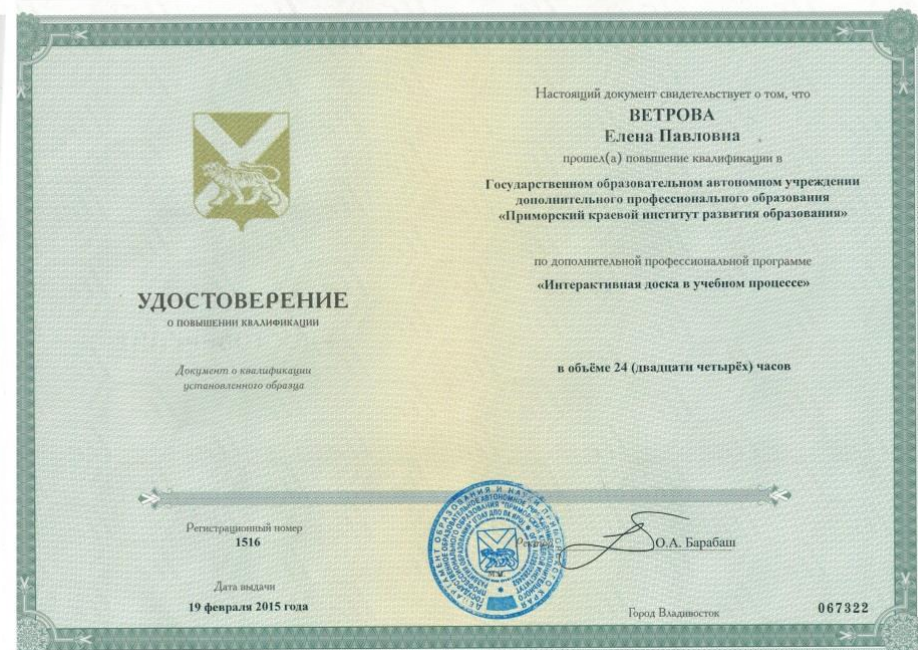 УДОСТОВЕРЕНИЕ
О ПОВЫШЕНИИ КВАЛИФИКАЦИИ
Документ о квалификации
установленного образца
Регистрационный номер
1516
Дата выдачи
19 февраля 2015 года
Настоящий документ свидетельствует о том, что
ВЕТРОВА
Елена Павловна
прошел(а) повышение квалификации в
Государственном образовательном автономном учреждении
дополнительного профессионального образования
«Приморский краевой институт развития образования»
по дополнительной профессиональной программе
«Интерактивная доска в учебном процессе»
в объёме 24 (двадцати четырёх) часов
О.А. Барабаш
Город Владивосток
067322